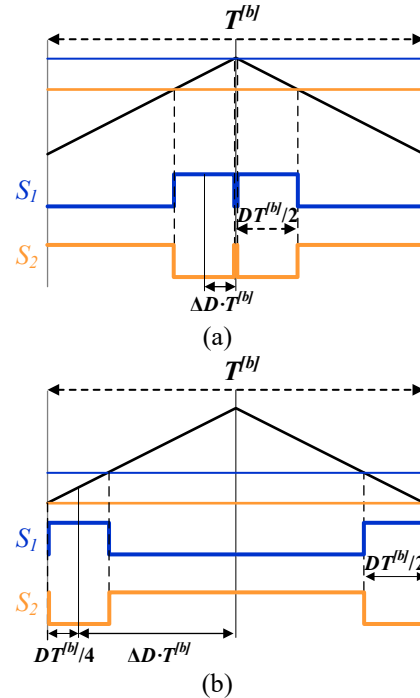 T[b]
S1
DT[b]/2
S2
ΔD·T[b]
(a)
T[b]
S1
DT[b]/2
S2
DT[b]/4 ΔD·T[b]
(b)